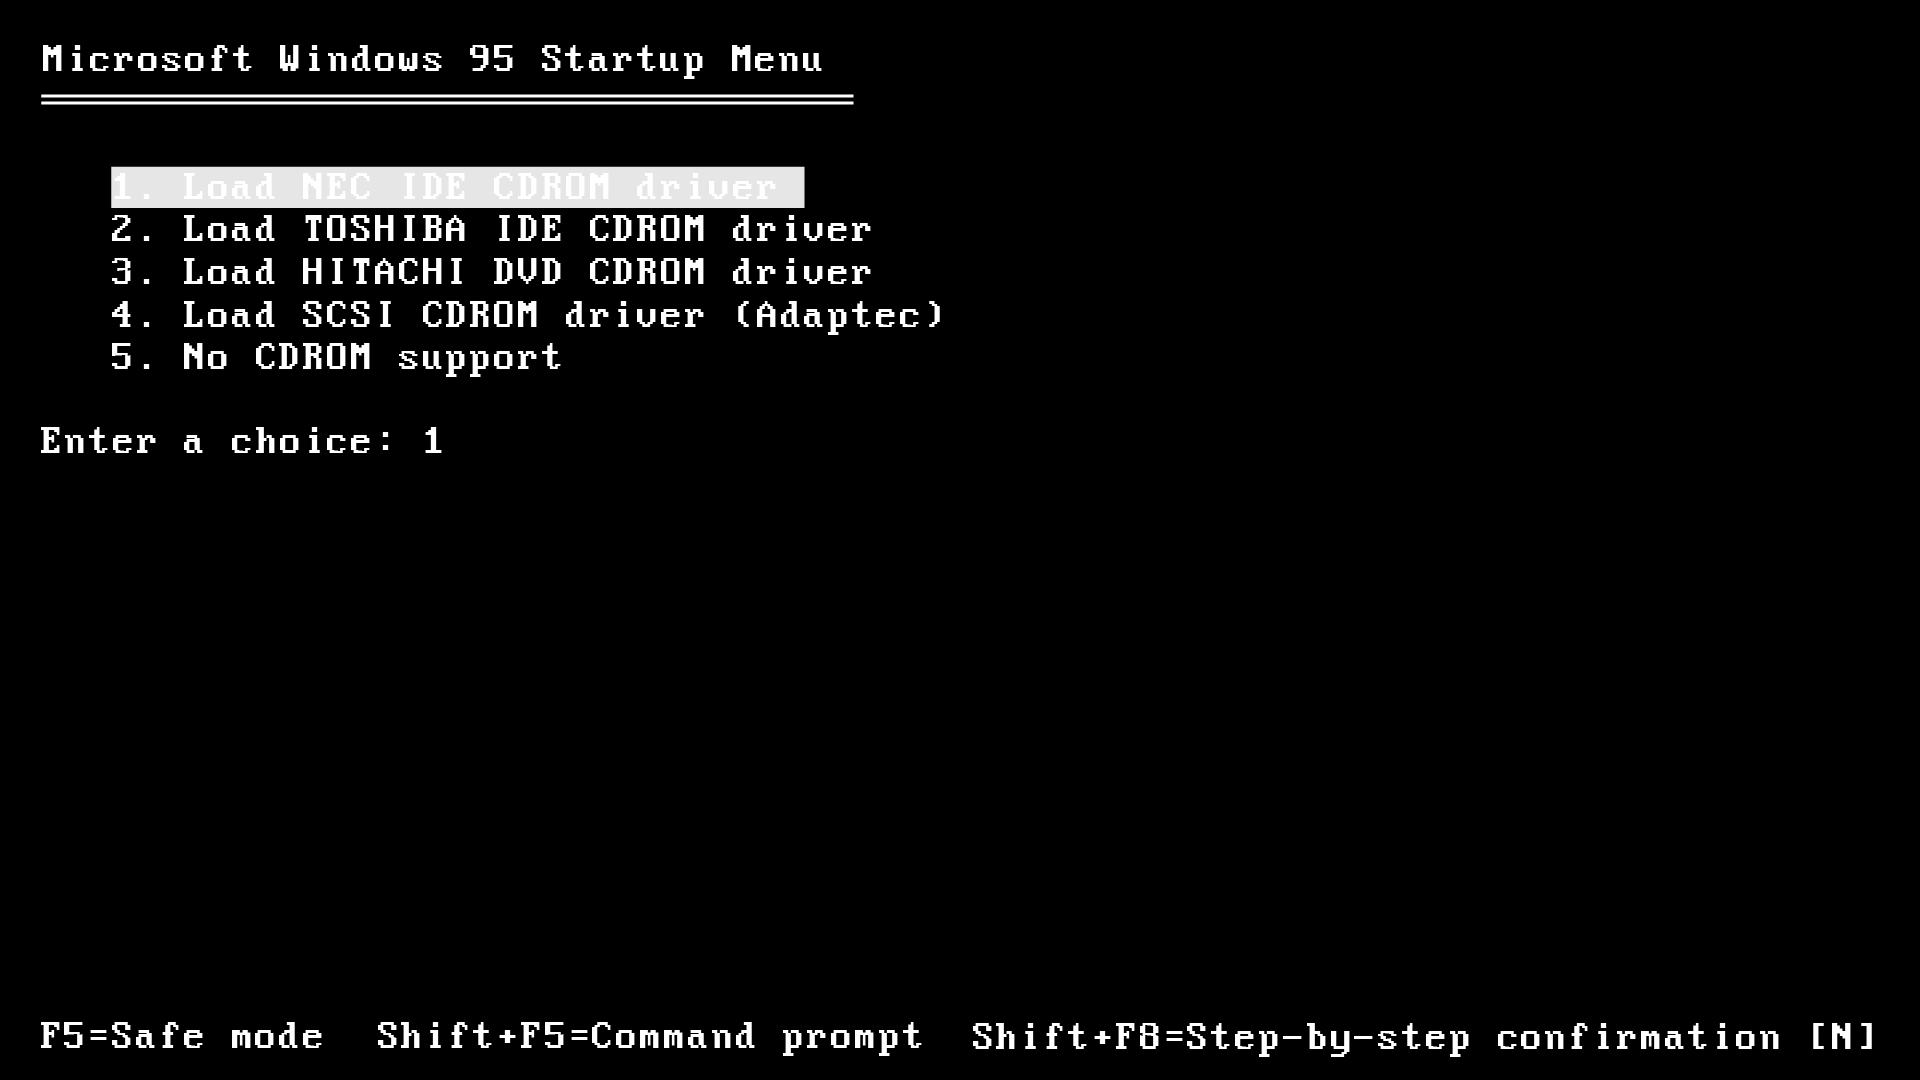 Microsoft Windows 95 Startup Menu
1. Load NEC IDE CDROM driver
2. Load TOSHIBA IDE CDROM driver
3. Load HITACHI DVD CDROM driver
4. Load SCSI CDROM driver (Adaptec)
5. No CDROM support
Enter a choice: 1
F5=Safe mode  Shift+F5=Command prompt  Shift+F8=Step-by-step confirmation [N]